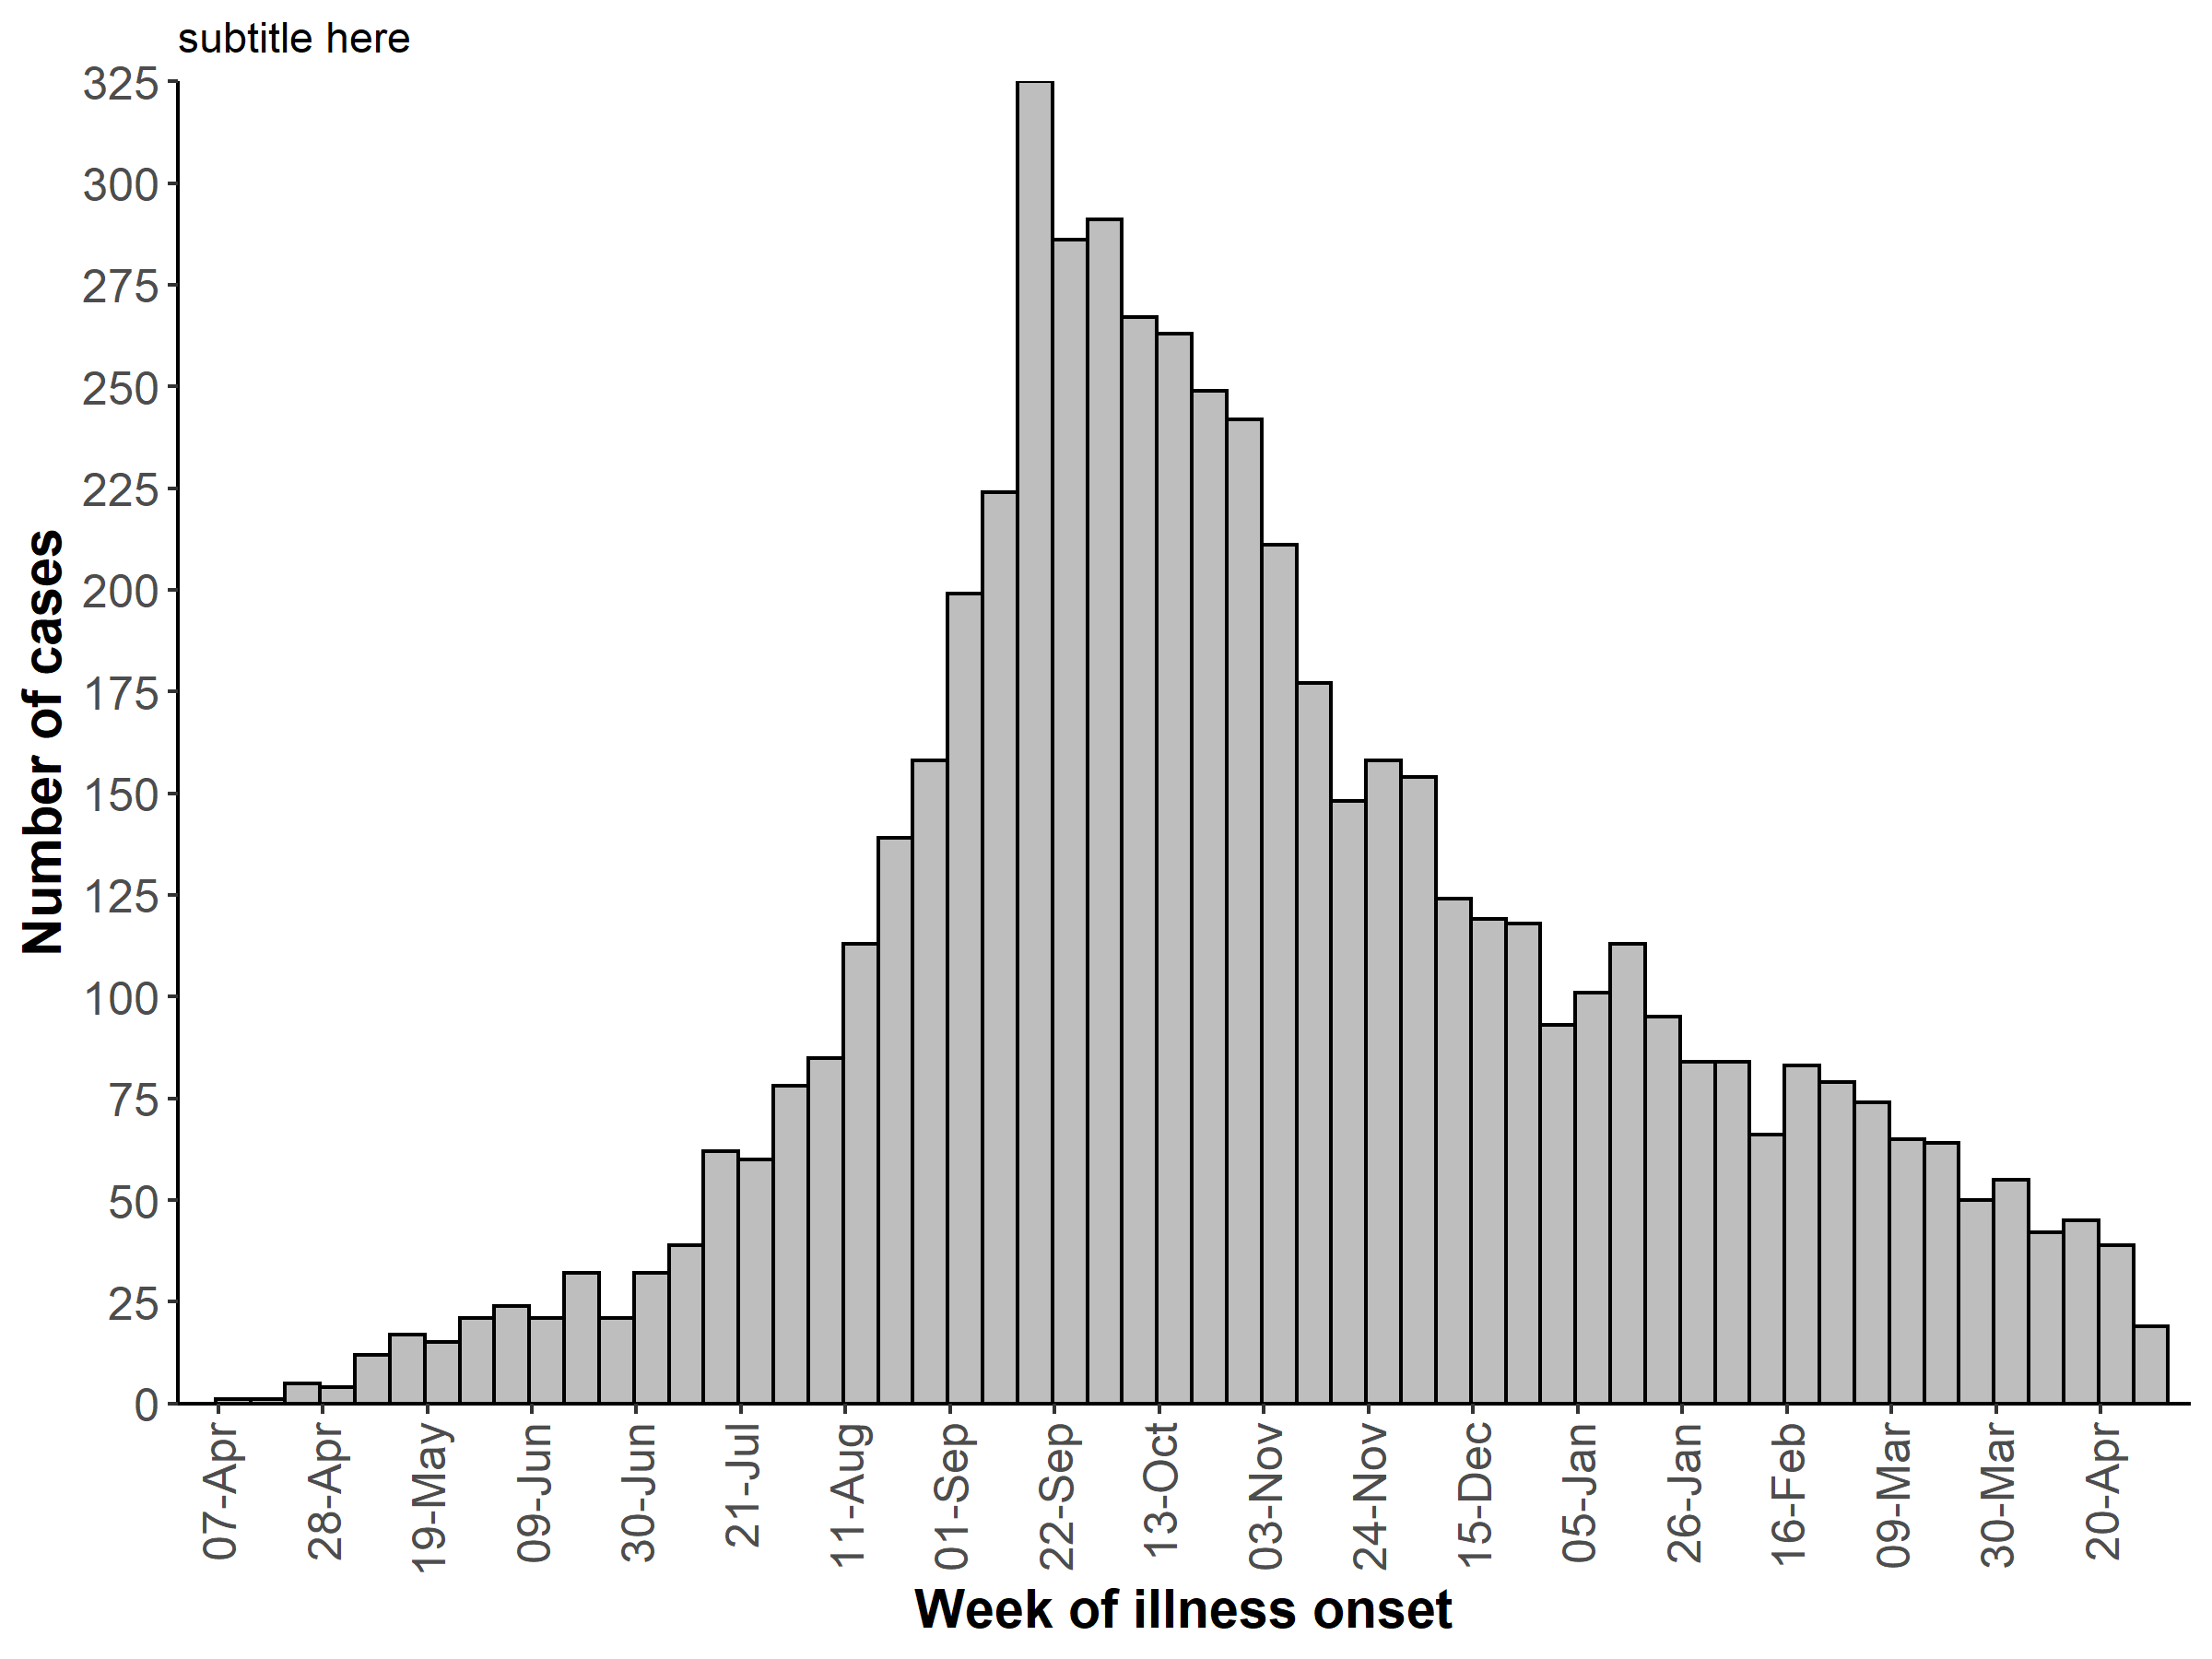 subtitle here
325
300
275
250
225
200
175
150
125
100
75
50
25
0
Number of cases
07-Apr
28-Apr
19-May
09-Jun
30-Jun
21-Jul
11-Aug
01-Sep
22-Sep
13-Oct
03-Nov
24-Nov
15-Dec
05-Jan
26-Jan
16-Feb
09-Mar
30-Mar
20-Apr
Week of illness onset